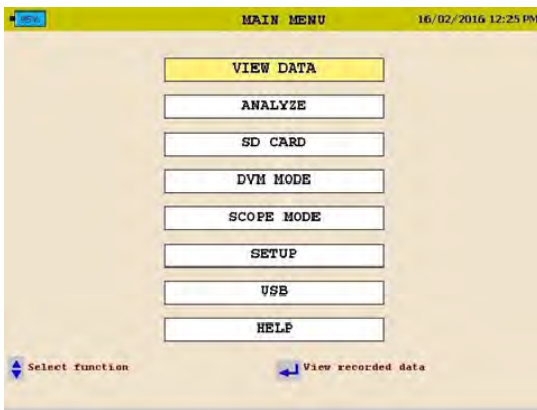 MAIN MENU 16/02/2016 12:25 PM
VIEW DATA
ANALYZE
SD CARD
DVM MODE
SCOPE MODE
SETUP
USB
HELP
Select function View recorded data